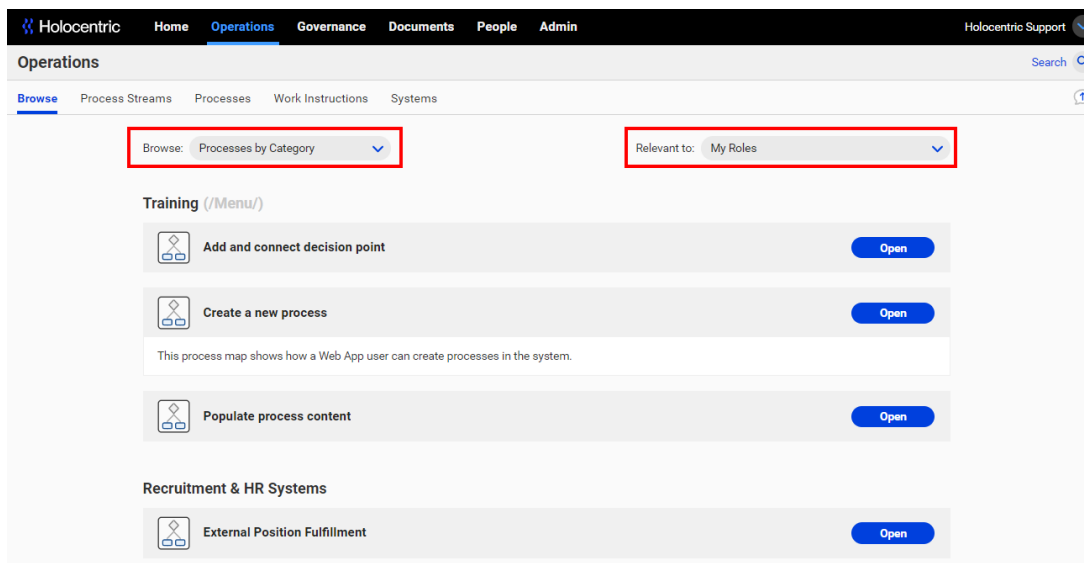 Holocentric Home Operations Governance Documents People Admin Holocentric Support
Operations Search
Browse Process Streams Processes Work Instructions Systems
Browse: Processes by Category Relevant to: My Roles
Training (/Menu/)
Add and connect decision point Open
Create a new process Open
This process map shows how a Web App user can create processes in the system.
Populate process content Open
Recruitment & HR Systems
External Position Fulfillment Open